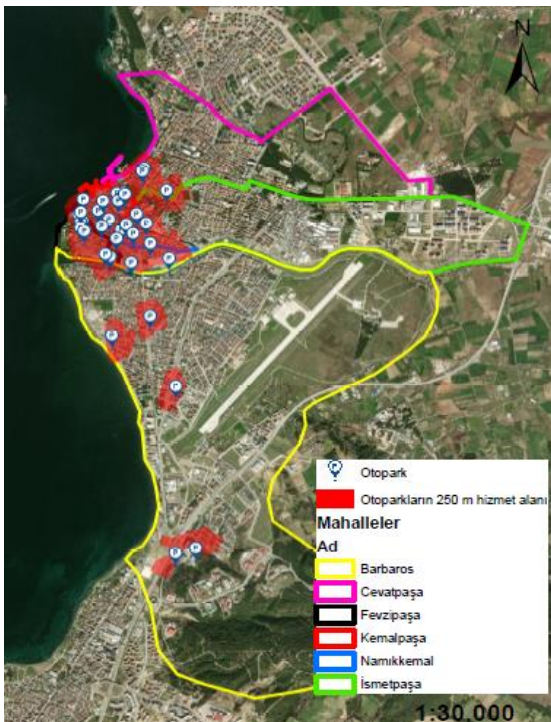 N
Otopark
Otoparkların 250 m hizmet alanı
Mahalleler
Ad
Barbaros
Cevatpaşa
Fevzipaşa
Kemalpaşa
Namıkkemal
İsmetpaşa
1:30.000